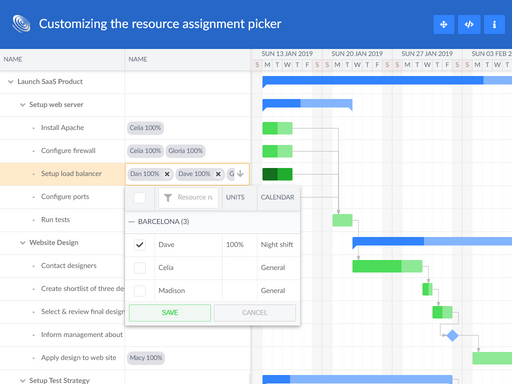 Customizing the resource assignment picker
NAME NAME SUN 13 JAN 2019 SUN 20 JAN 2019 SUN 27 JAN 2019 SUN 03 FEB 2
S M T W T F S S M T W T F S S M T W T F S S M T W
Launch SaaS Product
Setup web server
Install Apache Celia 100%
Configure firewall Celia 100% Gloria 100%
Setup load balancer Dan 100% Dave 100% G
Configure ports
Resource n UNITS CALENDAR
Run tests
BARCELONA (3)
Website Design
Dave 100% Night shift
Contact designers
Celia General
Create shortlist of three de
Madison General
Select & review final design
SAVE CANCEL
Inform management about
Apply design to web site Macy 100%
Setup Test Strategy